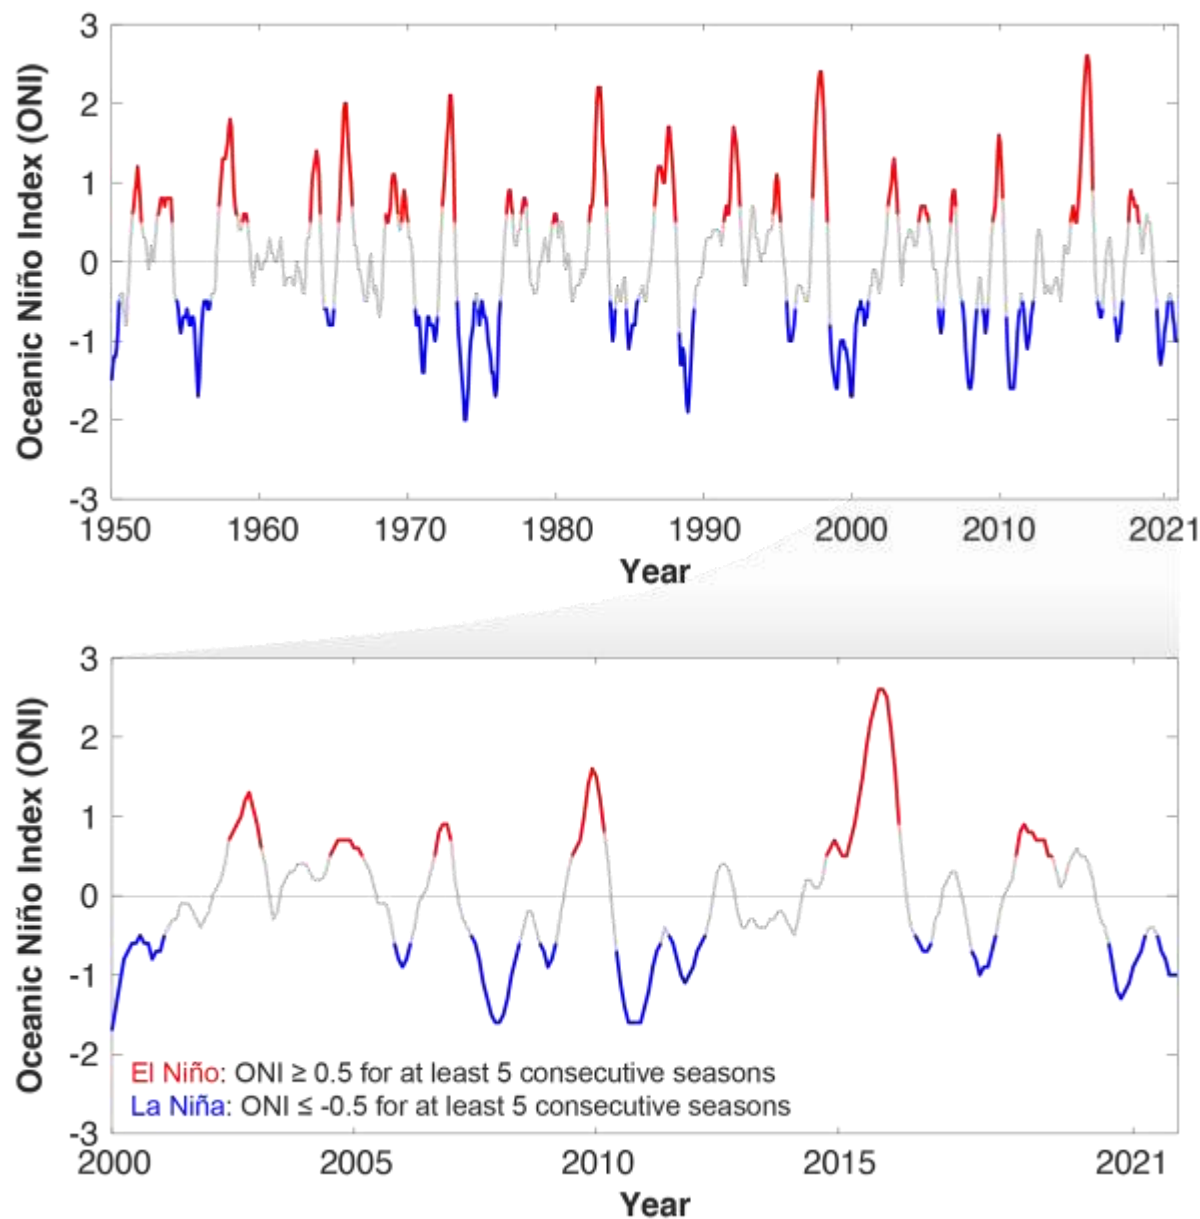 3
2
1
0
-1
-2
-3
Oceanic Niño Index (ONI)
1950 1960 1970 1980 1990 2000 2010 2021
Year
3
2
1
0
-1
-2
-3
Oceanic Niño Index (ONI)
El Niño: ONI ≥ 0.5 for at least 5 consecutive seasons
La Niña: ONI ≤ -0.5 for at least 5 consecutive seasons
2000 2005 2010 2015 2021
Year